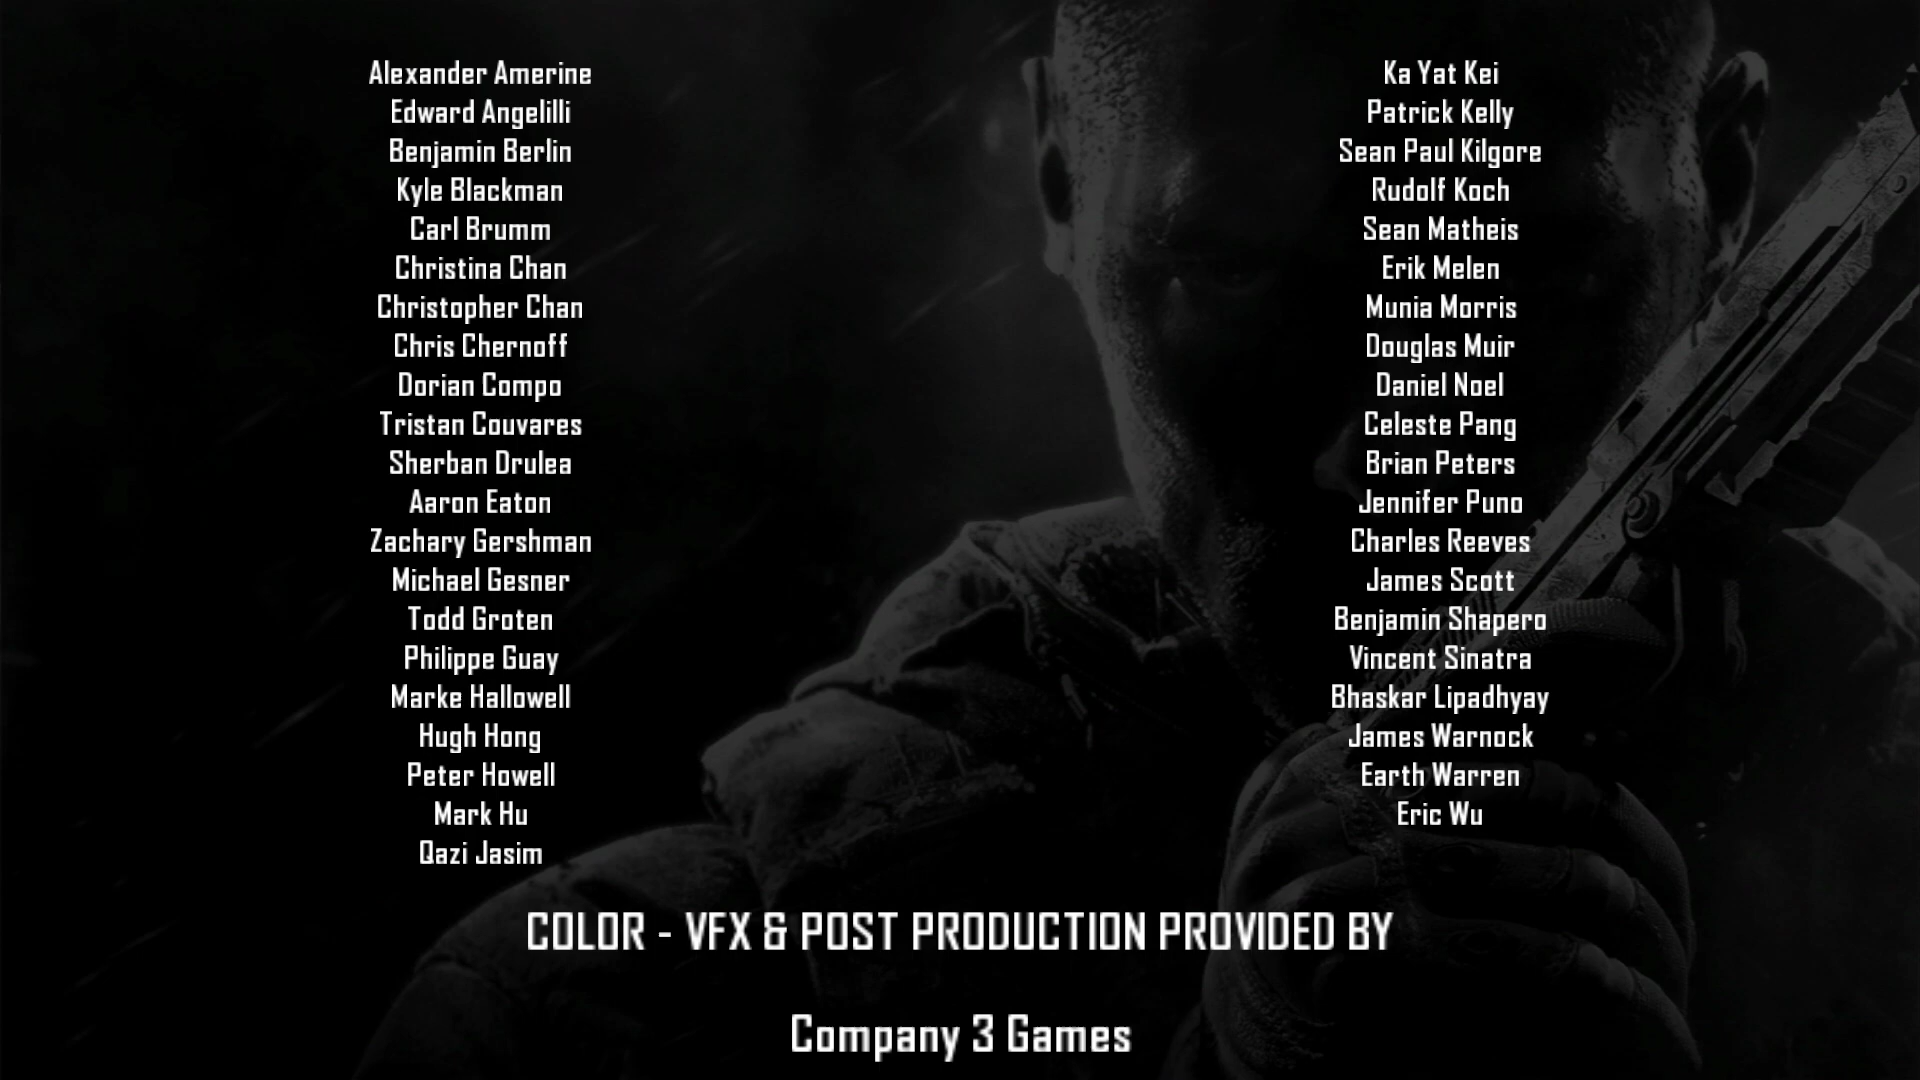 Alexander Amerine
Edward Angelilli
Benjamin Berlin
Kyle Blackman
Carl Brumm
Christina Chan
Christopher Chan
Chris Chernoff
Dorian Compo
Tristan Couvares
Sherban Drulea
Aaron Eaton
Zachary Gershman
Michael Gesner
Todd Groten
Philippe Guay
Marke Hallowell
Hugh Hong
Peter Howell
Mark Hu
Qazi Jasim
Ka Yat Kei
Patrick Kelly
Sean Paul Kilgore
Rudolf Koch
Sean Matheis
Erik Melen
Munia Morris
Douglas Muir
Daniel Noel
Celeste Pang
Brian Peters
Jennifer Puno
Charles Reeves
James Scott
Benjamin Shapero
Vincent Sinatra
Bhaskar Lipadhyay
James Warnock
Earth Warren
Eric Wu
COLOR - VFX & POST PRODUCTION PROVIDED BY
Company 3 Games